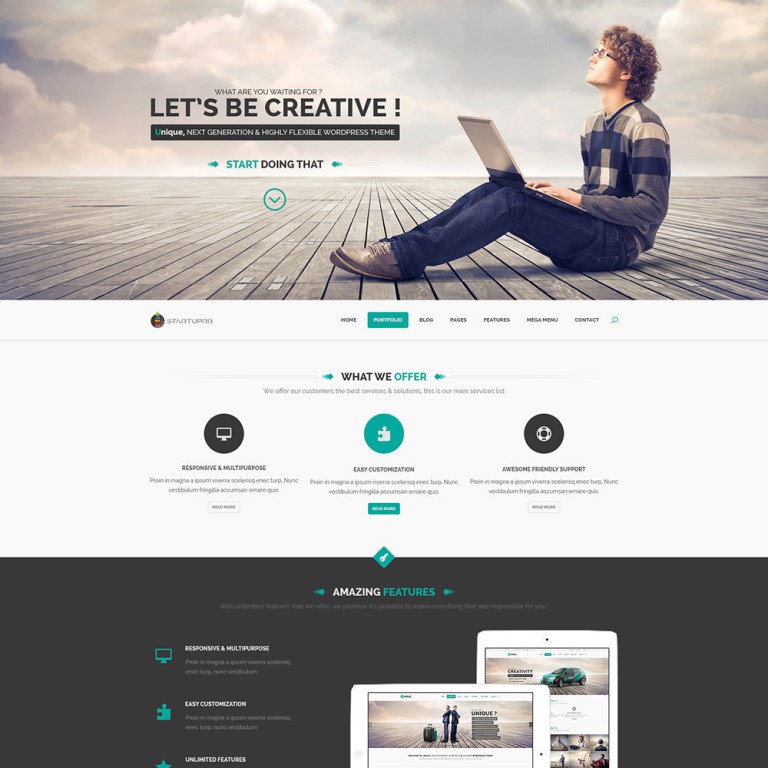 WHAT ARE YOU WAITING FOR ?
LET'S BE CREATIVE !
Unique, NEXT GENERATION & HIGHLY FLEXIBLE WORDPRESS THEME
START DOING THAT
STARTUPRR
HOME
PORTFOLIO
BLOG
PAGES
FEATURES
MEGA MENU
CONTACT
WHAT WE OFFER
We offer our customers the best services & solutions, this is our main services list
RESPONSIVE & MULTIPURPOSE
Proin in magna a ipsum viverra scelerisq enec turp, Nunc
vestibulum fringilla accumsan ornare quis.
READ MORE
EASY CUSTOMIZATION
Proin in magna a ipsum viverra scelerisq enec turp, Nunc
vestibulum fringilla accumsan ornare quis.
READ MORE
AWESOME FRIENDLY SUPPORT
Proin in magna a ipsum viverra scelerisq enec turp, Nunc
vestibulum fringilla accumsan ornare quis.
READ MORE
AMAZING FEATURES
With unlimited features that we offer, we promise it's possible to make everything that was impossible for you !
RESPONSIVE & MULTIPURPOSE
Proin in magna a ipsum viverra scelerisq
enec turp, nunc vestibulum
EASY CUSTOMIZATION
Proin in magna a ipsum viverra scelerisq
enec turp, nunc vestibulum
UNLIMITED FEATURES
CREATIVITY
UNIQUE ?